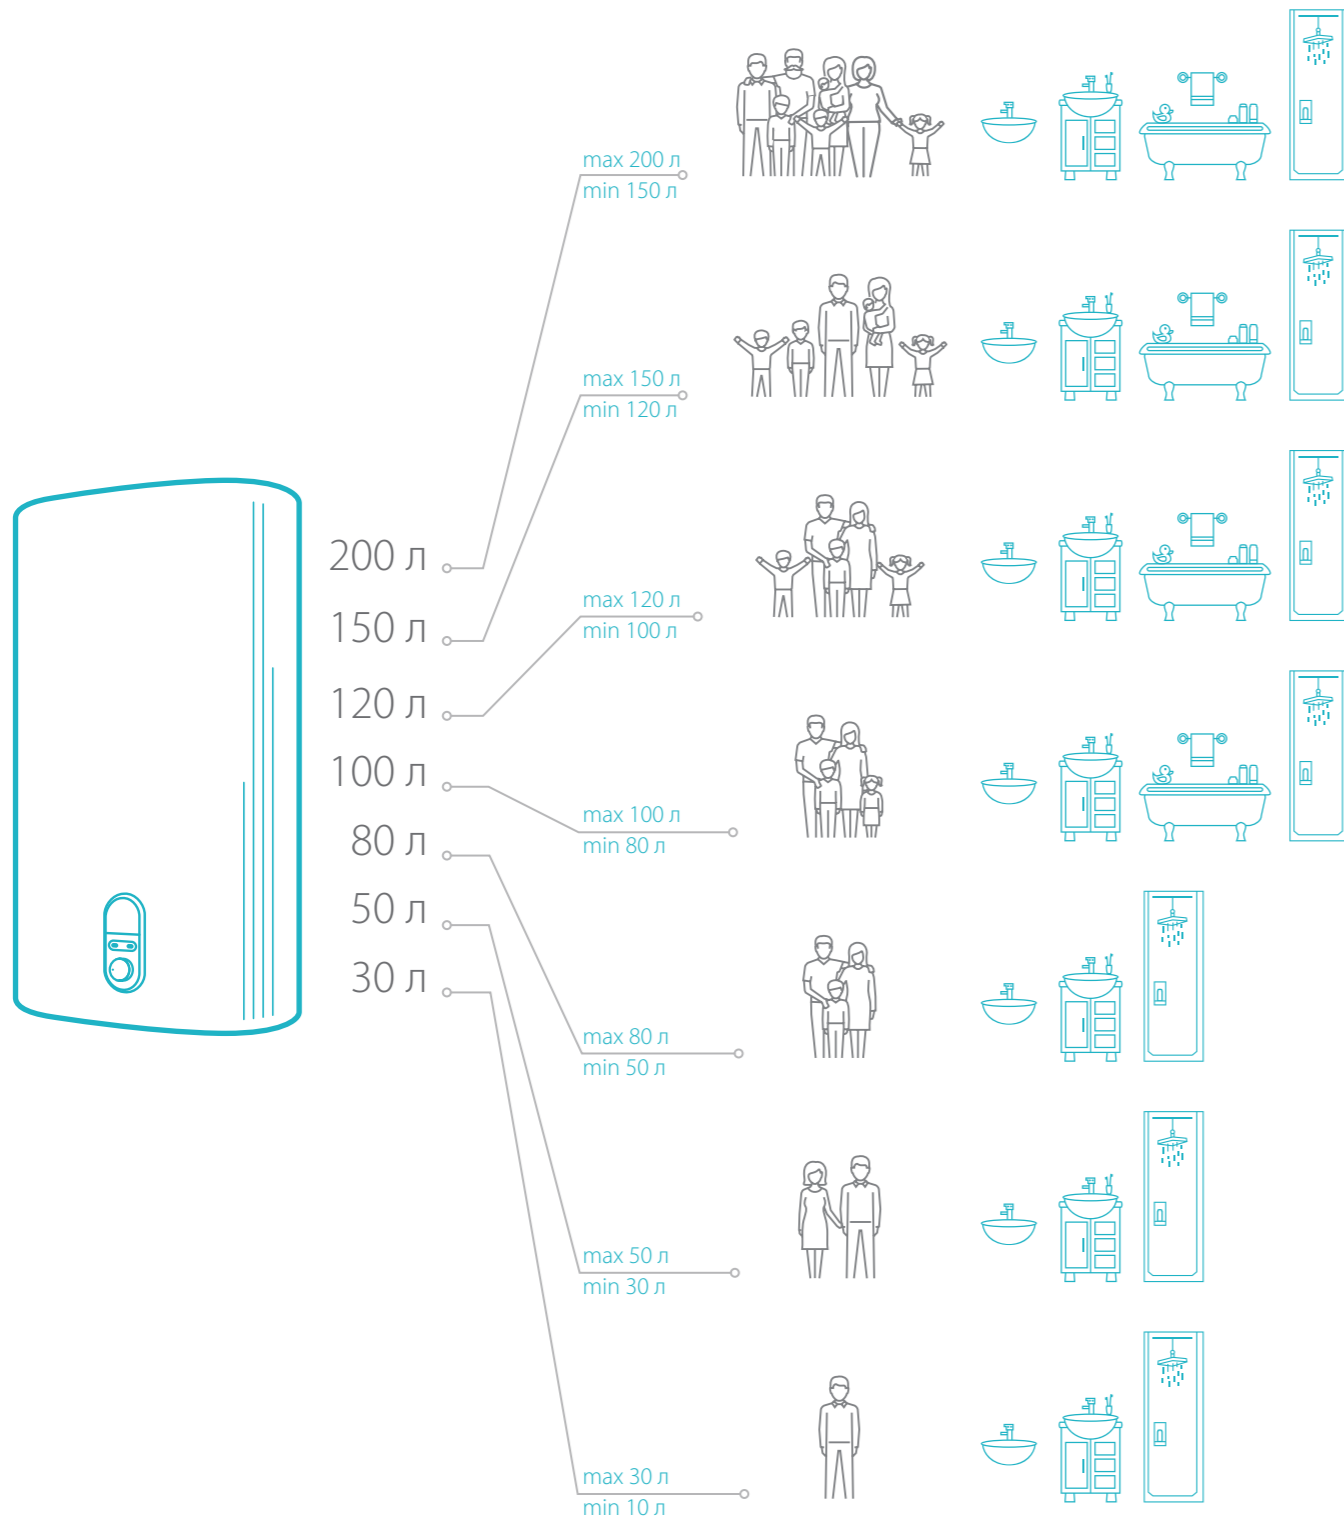 max 200 л
min 150 л
max 150 л
min 120 л
200 л
150 л
120 л
100 л
80 л
50 л
30 л
max 120 л
min 100 л
max 100 л
min 80 л
max 80 л
min 50 л
max 50 л
min 30 л
max 30 л
min 10 л